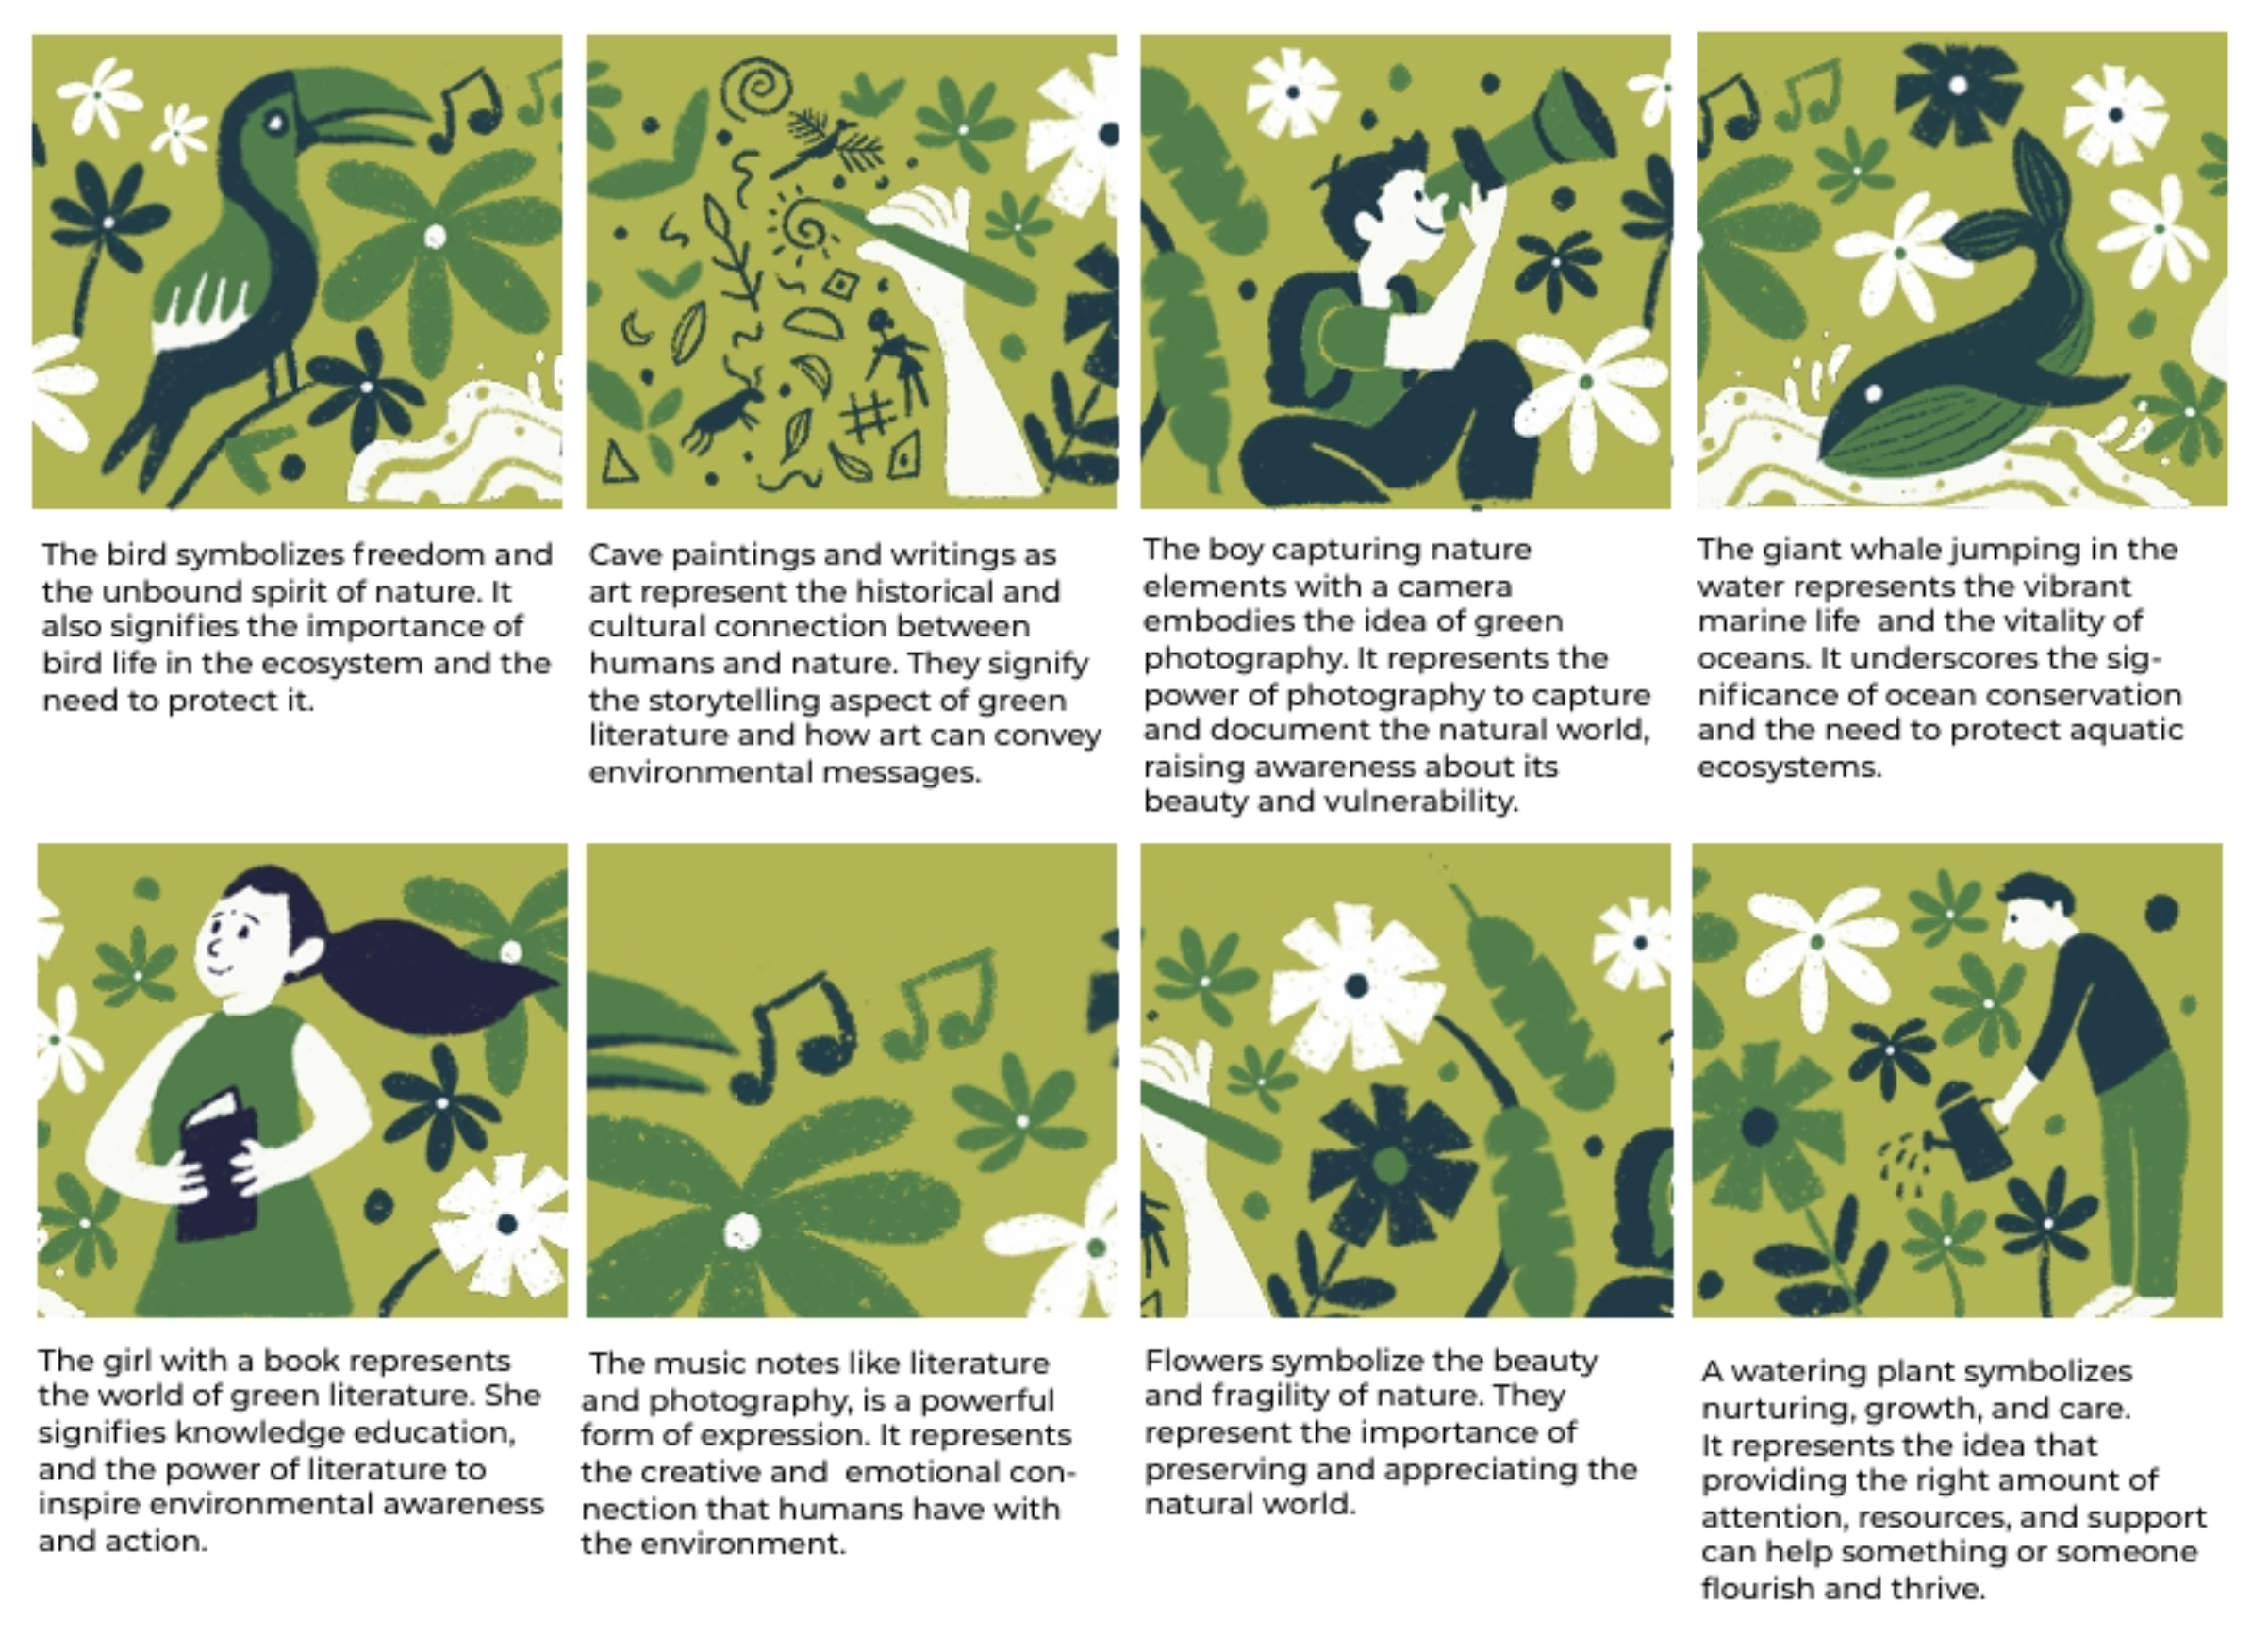 The bird symbolizes freedom and
the unbound spirit of nature. It
also signifies the importance of
bird life in the ecosystem and the
need to protect it.
Cave paintings and writings as
art represent the historical and
cultural connection between
humans and nature. They signify
the storytelling aspect of green
literature and how art can convey
environmental messages.
The boy capturing nature
elements with a camera
embodies the idea of green
photography. It represents the
power of photography to capture
and document the natural world,
raising awareness about its
beauty and vulnerability.
The giant whale jumping in the
water represents the vibrant
marine life  and the vitality of
oceans. It underscores the sig-
nificance of ocean conservation
and the need to protect aquatic
ecosystems.
The girl with a book represents
the world of green literature. She
signifies knowledge education,
and the power of literature to
inspire environmental awareness
and action.
The music notes like literature
and photography, is a powerful
form of expression. It represents
the creative and  emotional con-
nection that humans have with
the environment.
Flowers symbolize the beauty
and fragility of nature. They
represent the importance of
preserving and appreciating the
natural world.
A watering plant symbolizes
nurturing, growth, and care.
It represents the idea that
providing the right amount of
attention, resources, and support
can help something or someone
flourish and thrive.